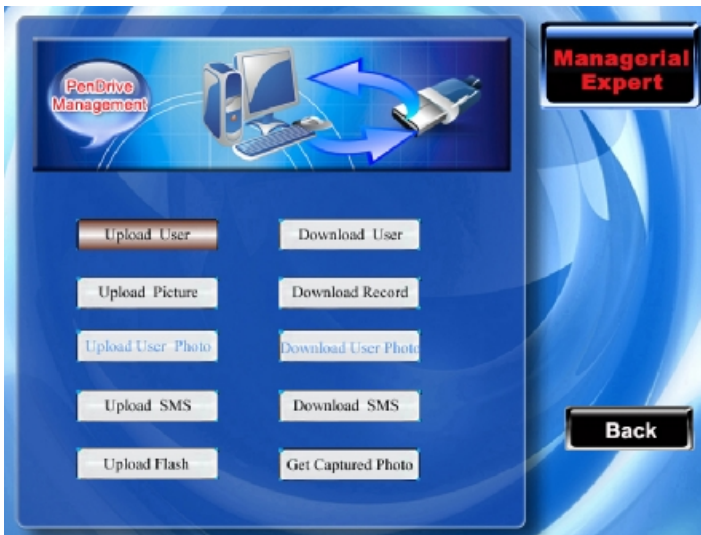 PenDrive
Management
Managerial
Expert
Upload User
Download User
Upload Picture
Download Record
Upload User Photo
Download User Photo
Upload SMS
Download SMS
Back
Upload Flash
Get Captured Photo